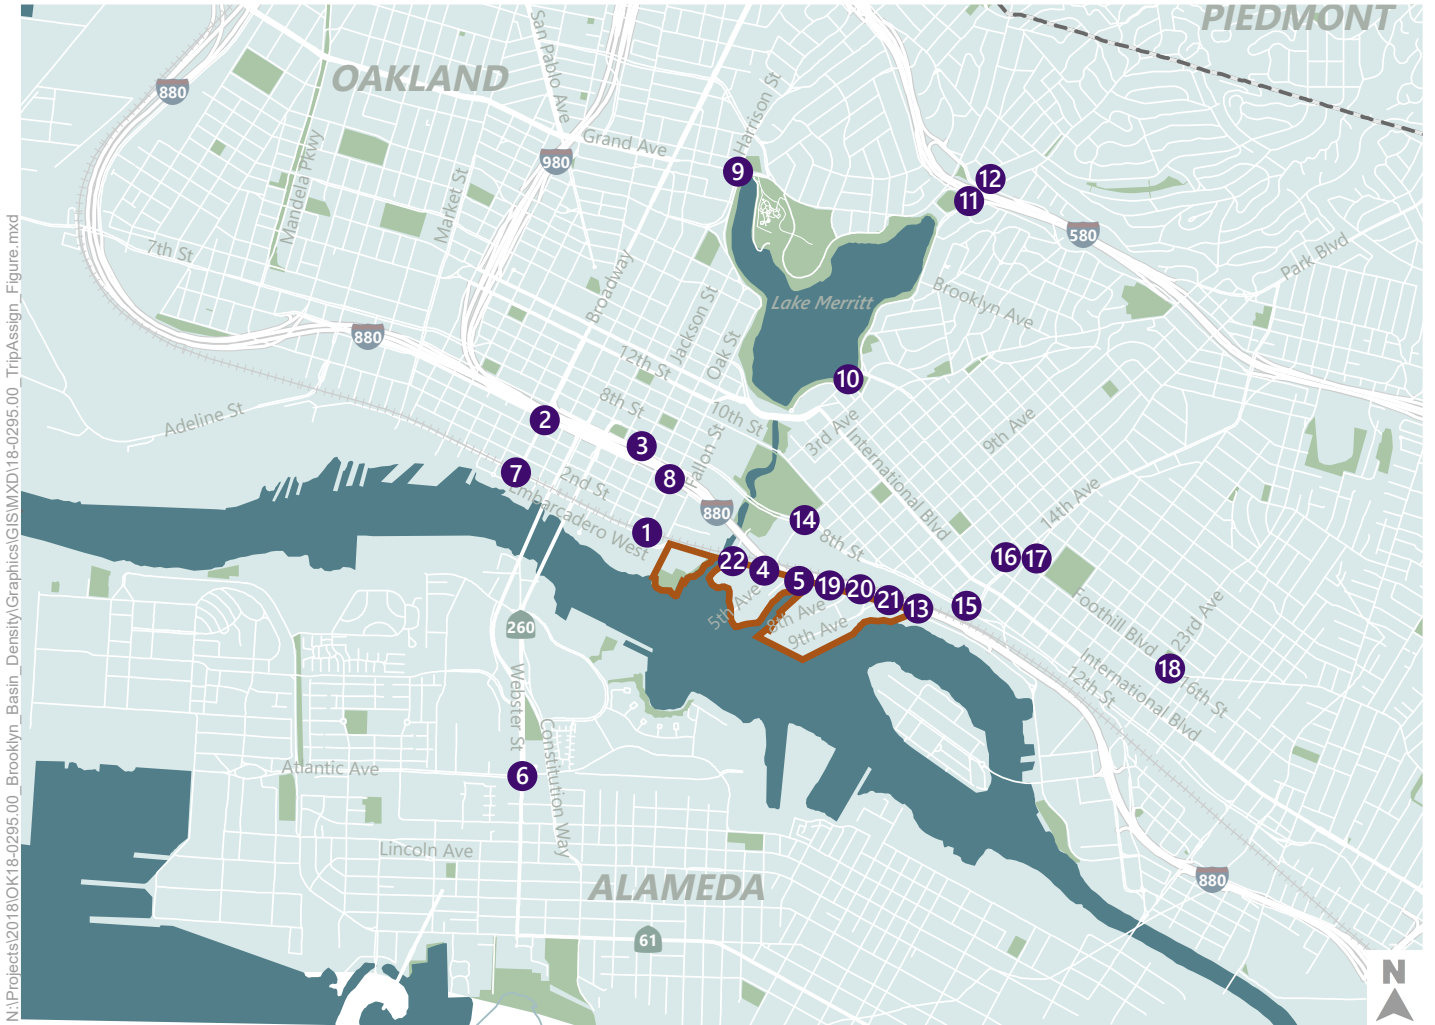 PIEDMONT
OAKLAND
San Pablo Ave
Harrison St
880
Grand Ave
980
Mandela Pkwy
Market St
9
12
11
580
7th St
Broadway
Jackson St
Oak St
Lake Merritt
Brooklyn Ave
Park Blvd
880
12th St
10
Adeline St
8th St
10th St
3rd Ave
9th Ave
2
3
Fallon St
International Blvd
7
2nd St
8
14th Ave
Embarcadero West
880
14
8th St
1
22
4
5
19
20
21
13
15
16
17
5th Ave
8th Ave
9th Ave
Foothill Blvd
23rd Ave
260
18
16th St
International Blvd
12th St
Webster St
Constitution Way
Atlantic Ave
6
Lincoln Ave
ALAMEDA
880
61
N
N:\Projects\2018\OK18-0295.00_Brooklyn_Basin_Density\Graphics\GIS\MXD\18-0295.00_TripAssign_Figure.mxd